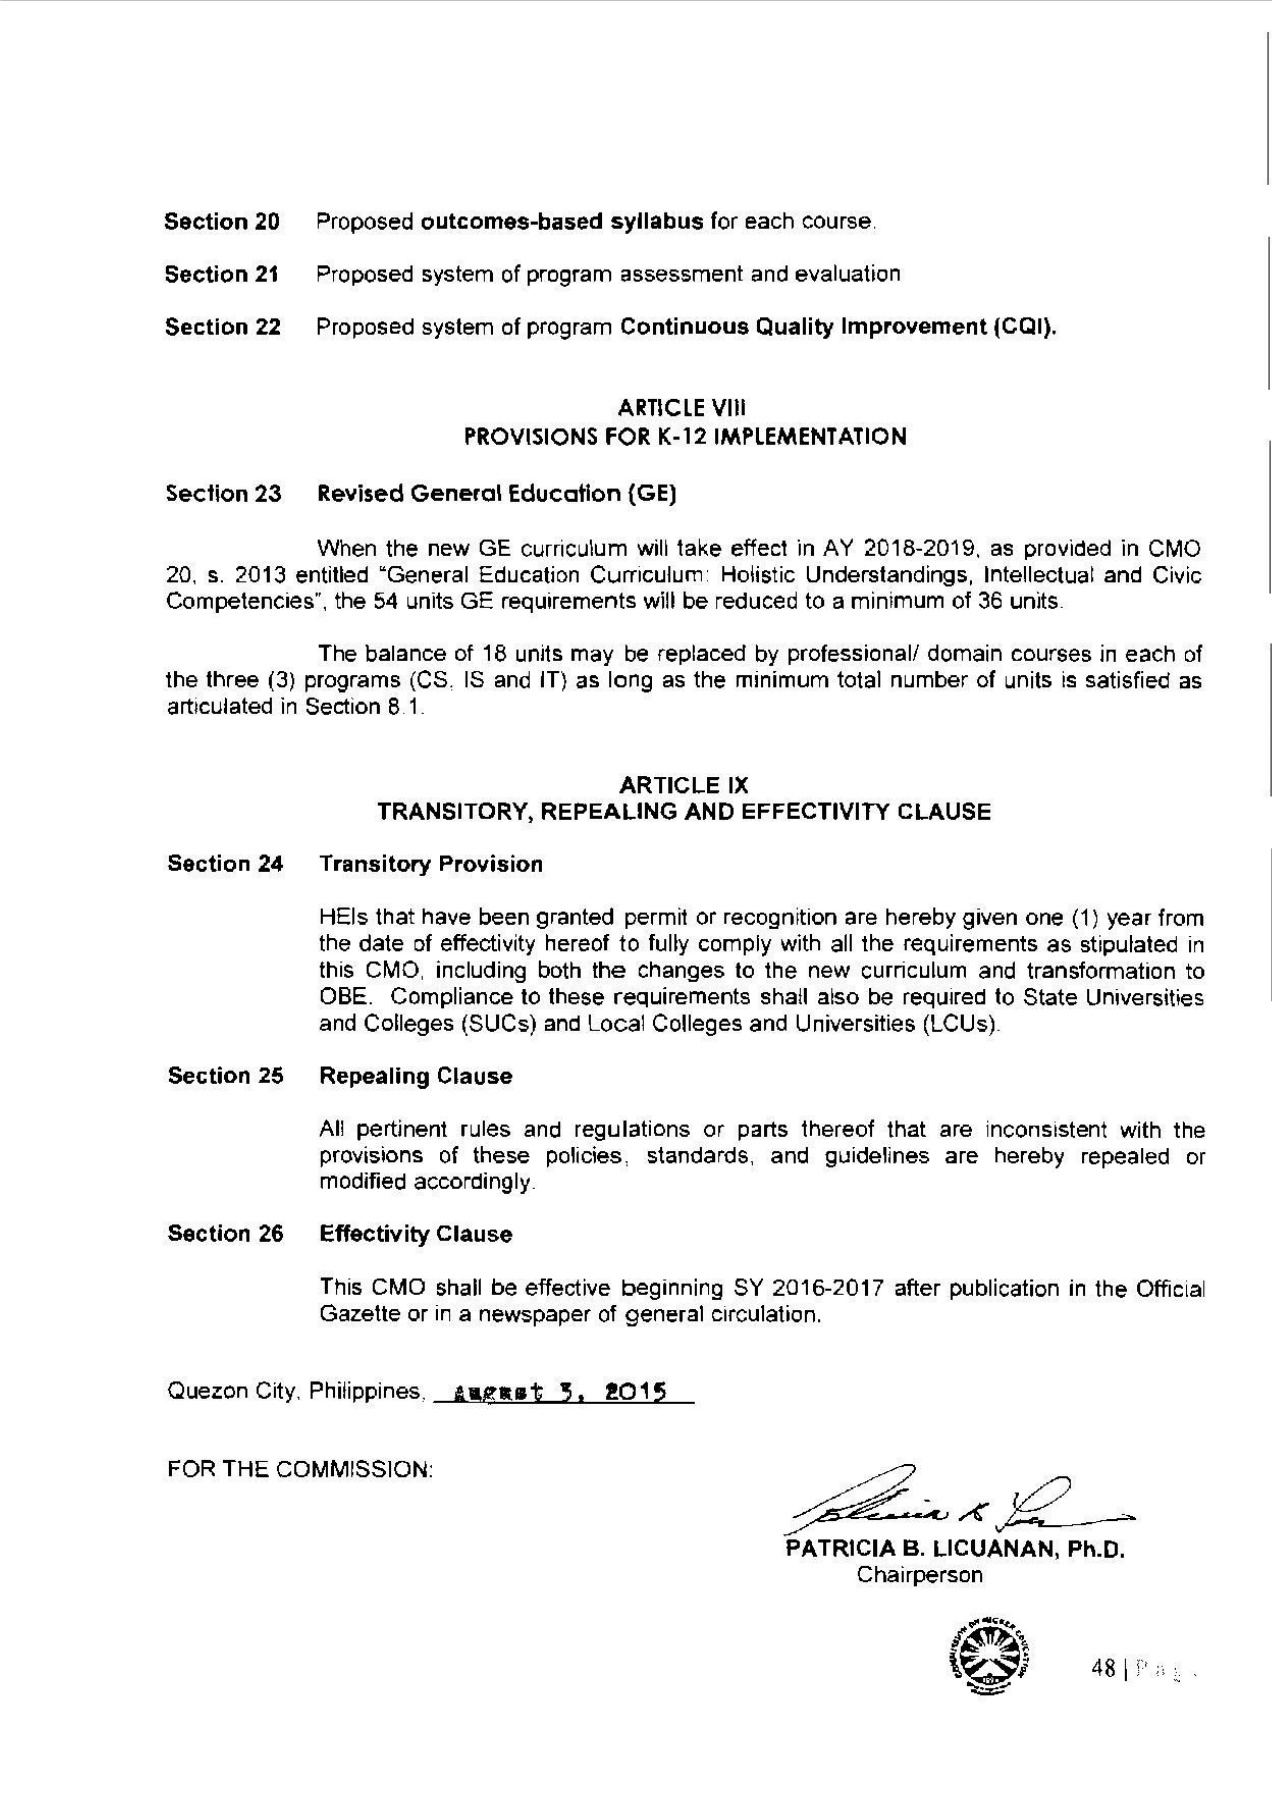 Section 20 Proposed outcomes-based syllabus for each course.
Section 21 Proposed system of program assessment and evaluation
Section 22 Proposed system of program Continuous Quality Improvement (CQI).
ARTICLE VIII
PROVISIONS FOR K-12 IMPLEMENTATION
Section 23 Revised General Education (GE)
When the new GE curriculum will take effect in AY 2018-2019, as provided in CMO
20, s. 2013 entitled “General Education Curriculum: Holistic Understandings, Intellectual and Civic
Competencies”, the 54 units GE requirements will be reduced to a minimum of 36 units.
The balance of 18 units may be replaced by professional/ domain courses in each of
the three (3) programs (CS, IS and IT) as long as the minimum total number of units is satisfied as
articulated in Section 8.1.
ARTICLE IX
TRANSITORY, REPEALING AND EFFECTIVITY CLAUSE
Section 24 Transitory Provision
HEIs that have been granted permit or recognition are hereby given one (1) year from
the date of effectivity hereof to fully comply with all the requirements as stipulated in
this CMO, including both the changes to the new curriculum and transformation to
OBE. Compliance to these requirements shall also be required to State Universities
and Colleges (SUCs) and Local Colleges and Universities (LCUs).
Section 25 Repealing Clause
All pertinent rules and regulations or parts thereof that are inconsistent with the
provisions of these policies, standards, and guidelines are hereby repealed or
modified accordingly.
Section 26 Effectivity Clause
This CMO shall be effective beginning SY 2016-2017 after publication in the Official
Gazette or in a newspaper of general circulation.
Quezon City, Philippines, August 3, 2015
FOR THE COMMISSION:
PATRICIA B. LICUANAN, Ph.D.
Chairperson
COMMISSION ON HIGHER EDUCATION
48 |